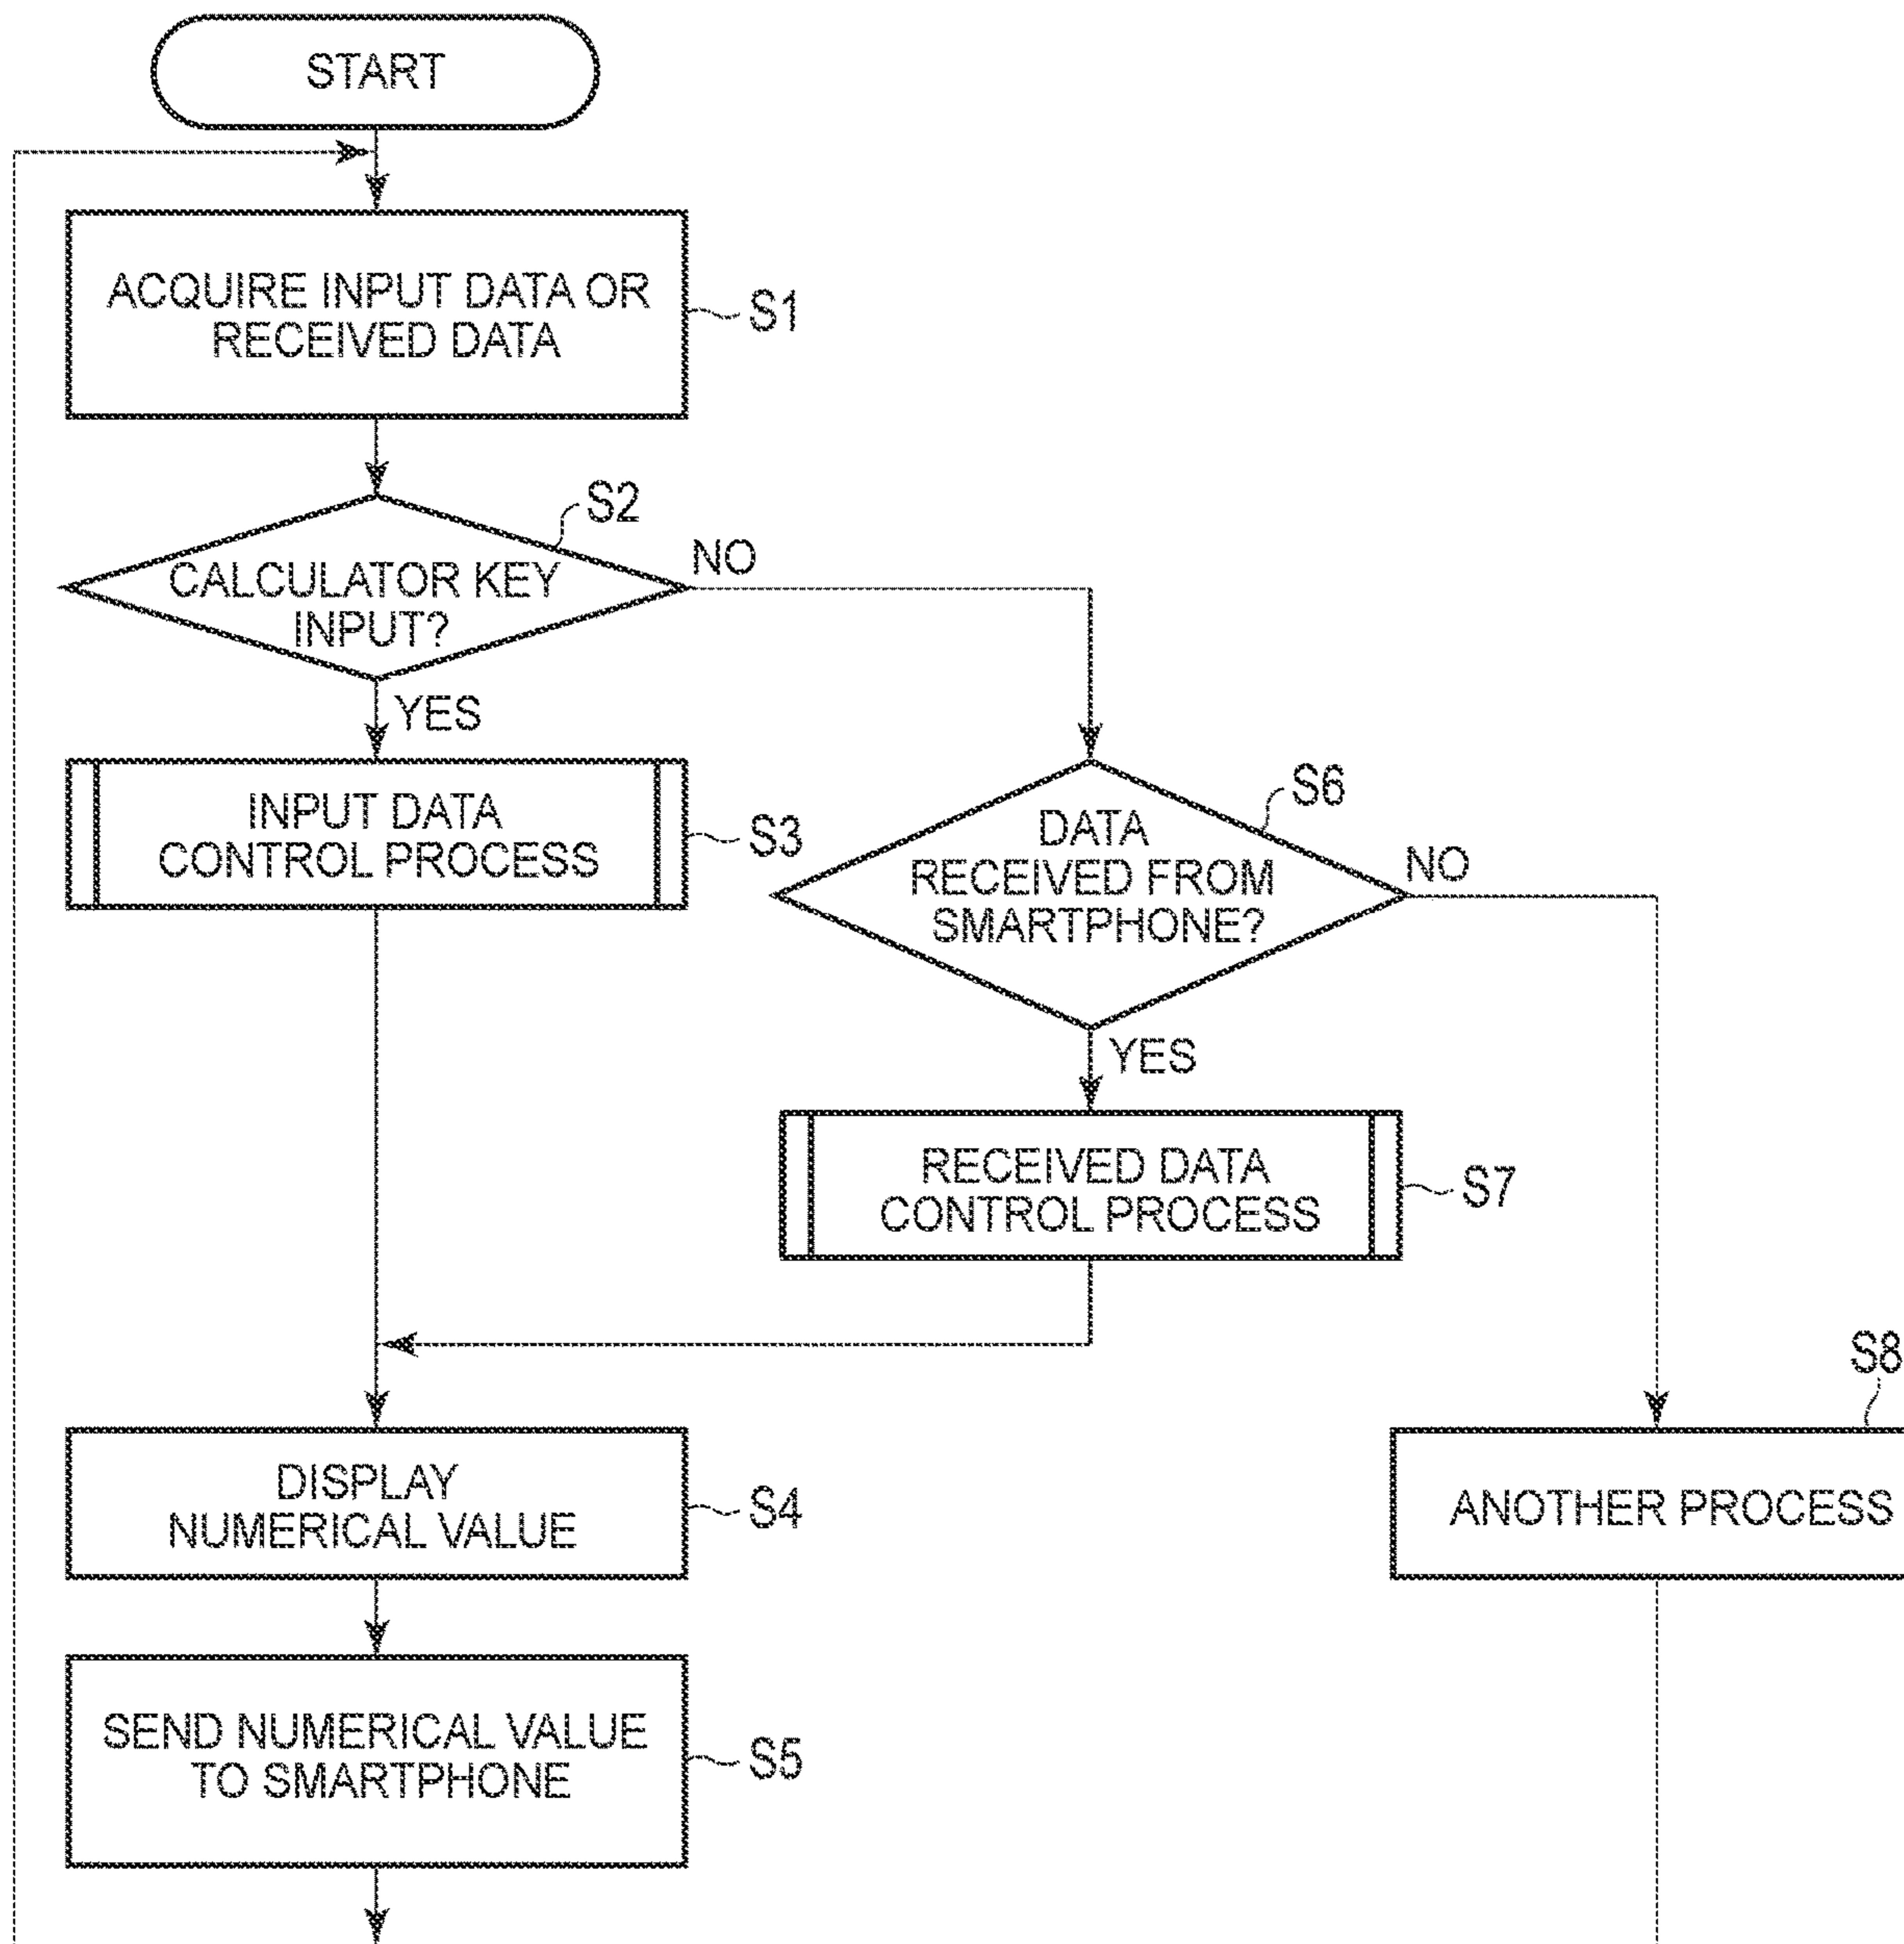 START
ACQUIRE INPUT DATA OR
RECEIVED DATA
S1
S2
CALCULATOR KEY
INPUT?
NO
YES
INPUT DATA
CONTROL PROCESS
S3
S6
DATA
RECEIVED FROM
SMARTPHONE?
NO
YES
RECEIVED DATA
CONTROL PROCESS
S7
DISPLAY
NUMERICAL VALUE
S4
S8
ANOTHER PROCESS
SEND NUMERICAL VALUE
TO SMARTPHONE
S5